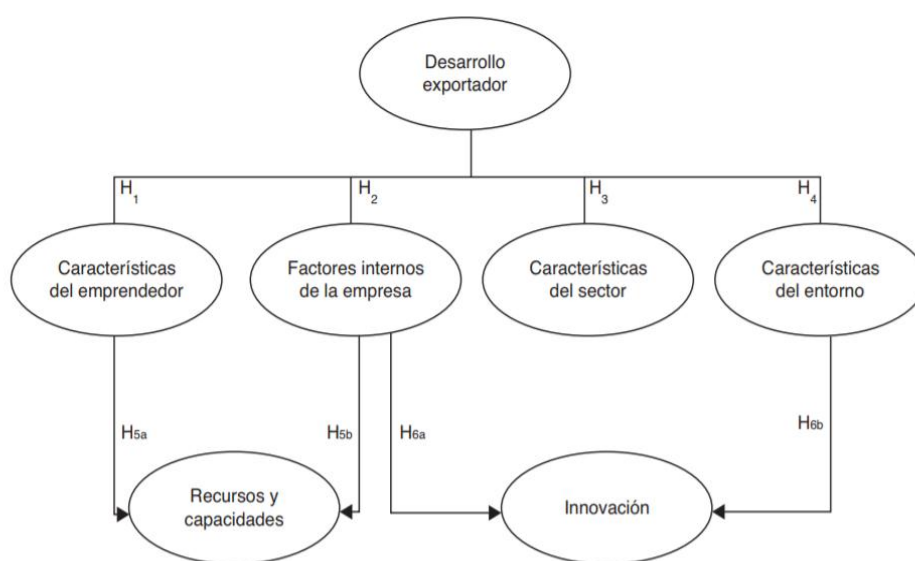 Desarrollo
exportador
H1
H2
H3
H4
Características
del emprendedor
Factores internos
de la empresa
Características
del sector
Características
del entorno
H5a
H5b
H6a
H6b
Recursos y
capacidades
Innovación